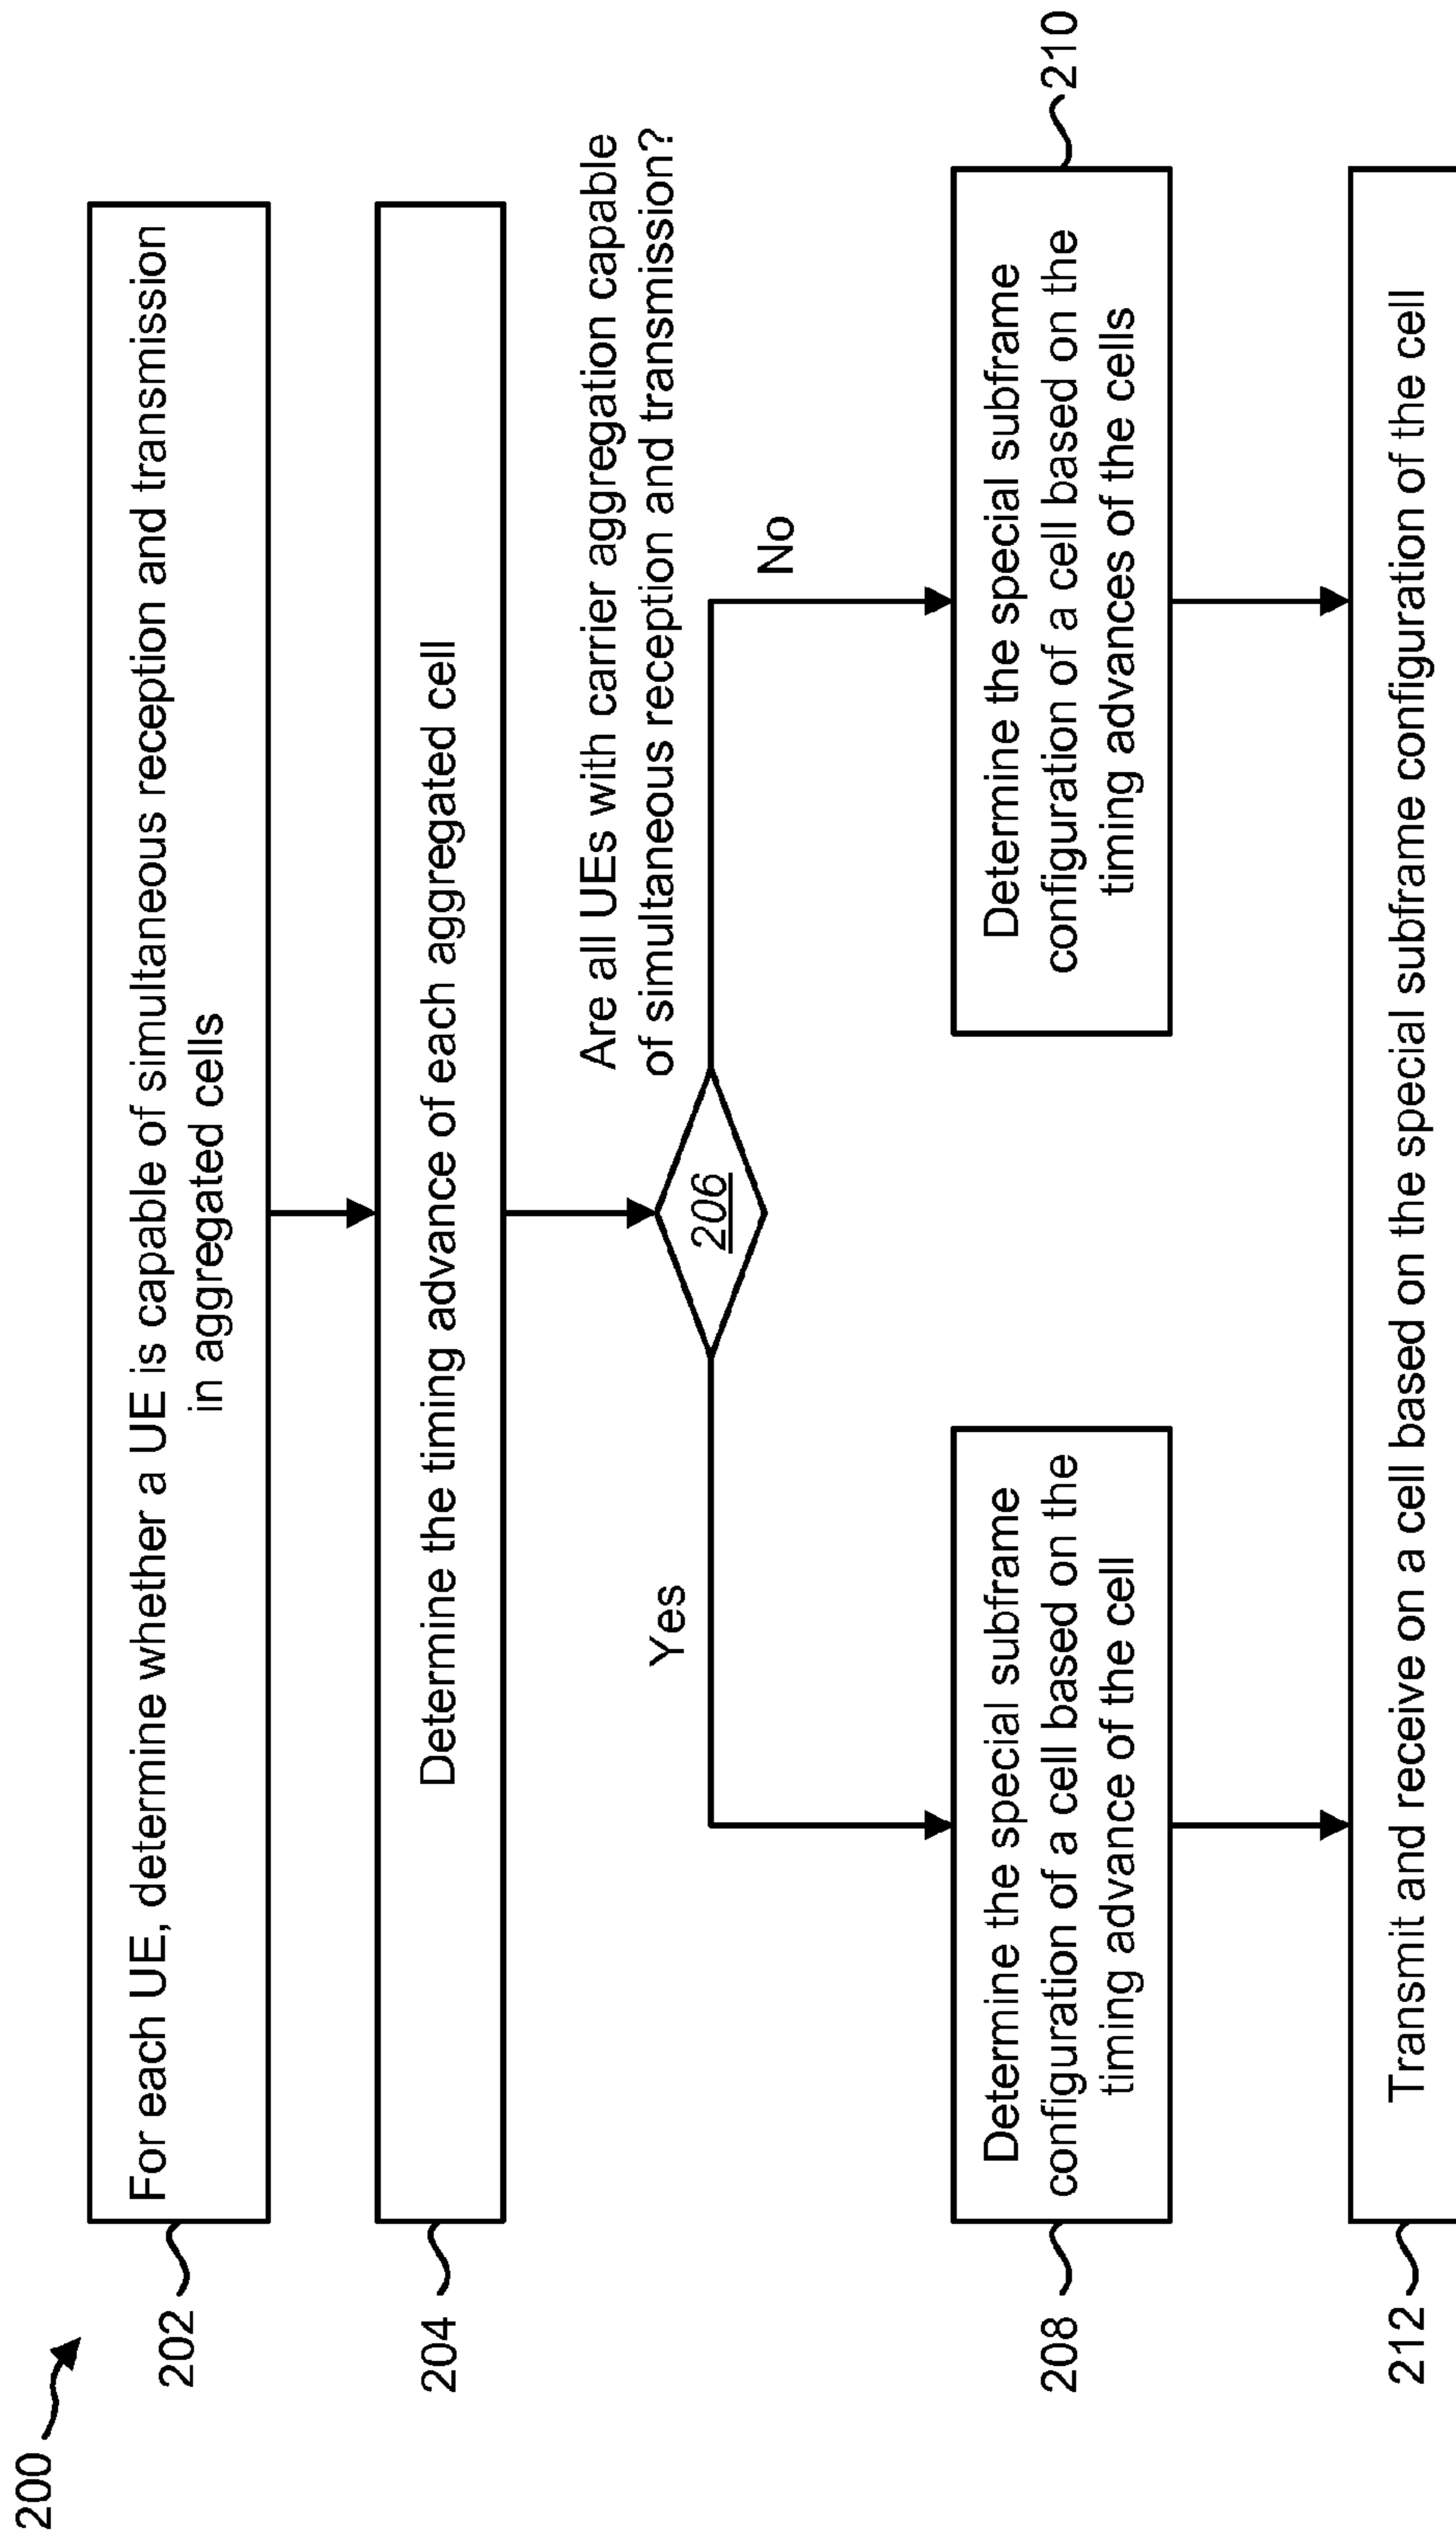 200
202
For each UE, determine whether a UE is capable of simultaneous reception and transmission
in aggregated cells
204
Determine the timing advance of each aggregated cell
Are all UEs with carrier aggregation capable
of simultaneous reception and transmission?
206
Yes
No
208
Determine the special subframe
configuration of a cell based on the
timing advance of the cell
210
Determine the special subframe
configuration of a cell based on the
timing advances of the cells
212
Transmit and receive on a cell based on the special subframe configuration of the cell